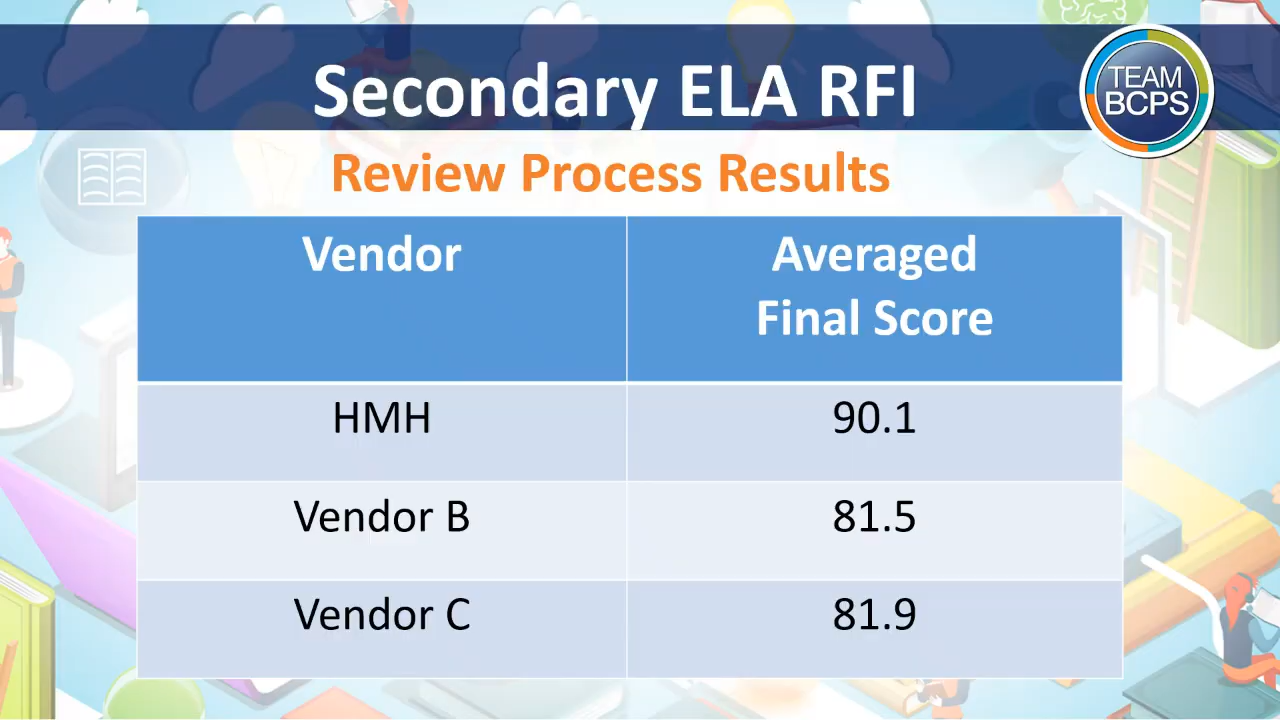 Secondary ELA RFI
TEAM
BCPS
Review Process Results
Vendor
Averaged
Final Score
HMH
90.1
Vendor B
81.5
Vendor C
81.9